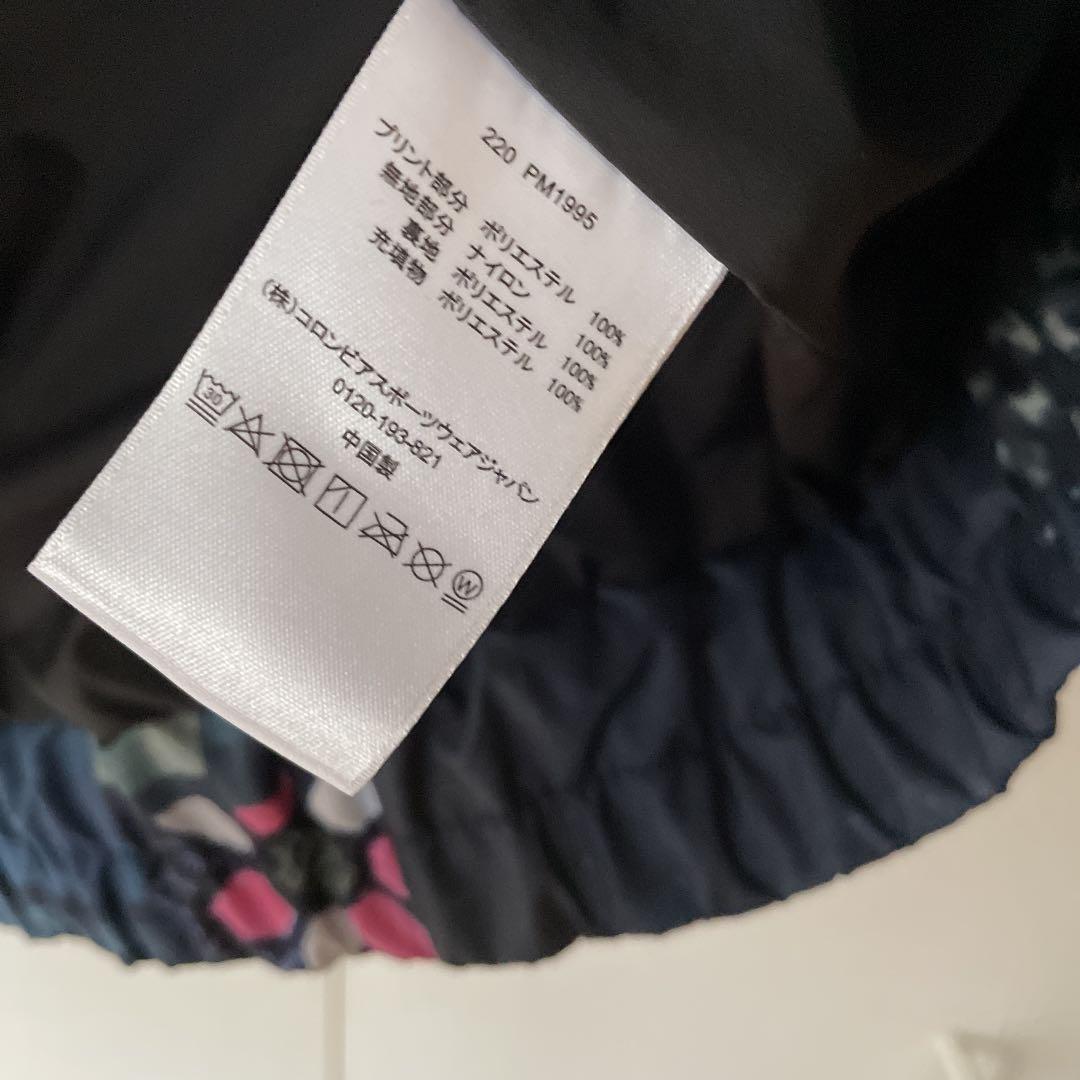 220 PM1995
プリント部分 ポリエステル 100%
無地部分 ナイロン 100%
裏地 ポリエステル 100%
充填物 ポリエステル 100%
(株)コロンビアスポーツウェアジャパン
0120-193-821
中国製
30
W